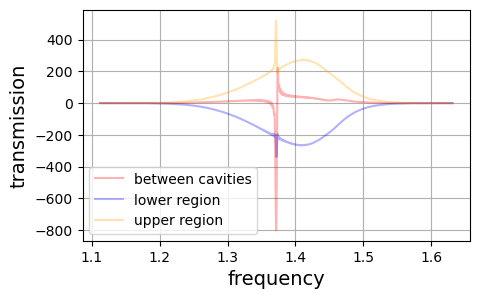 transmission
400
200
0
−200
−400
−600
−800
between cavities
lower region
upper region
1.1 1.2 1.3 1.4 1.5 1.6
frequency